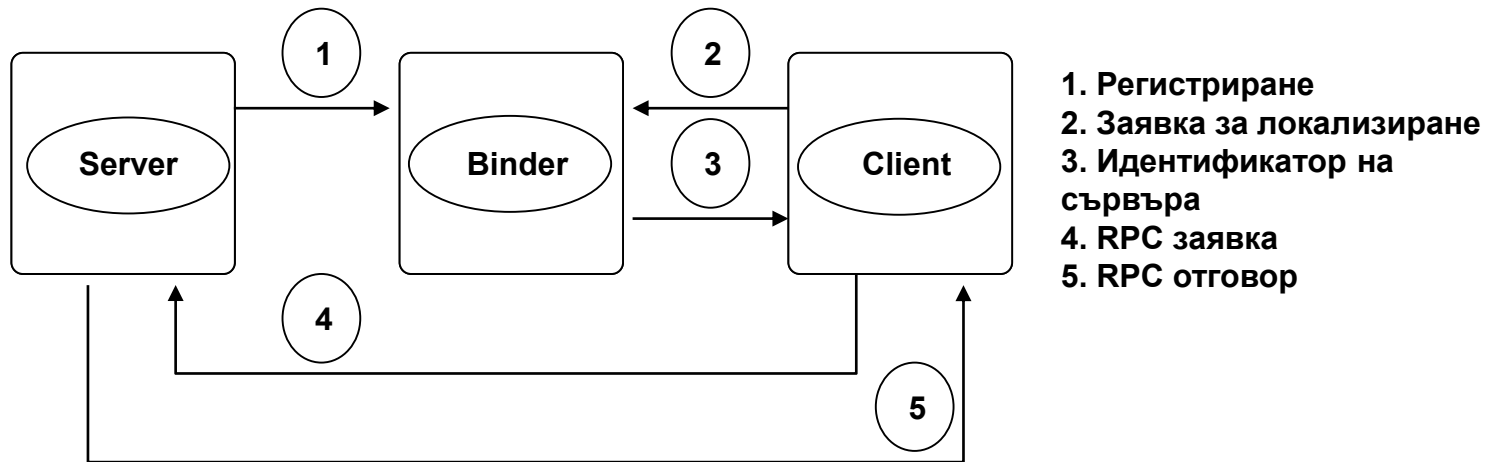 1
2
Server
Binder
3
Client
4
5
1. Регистриране
2. Заявка за локализиране
3. Идентификатор на
сървъра
4. RPC заявка
5. RPC отговор